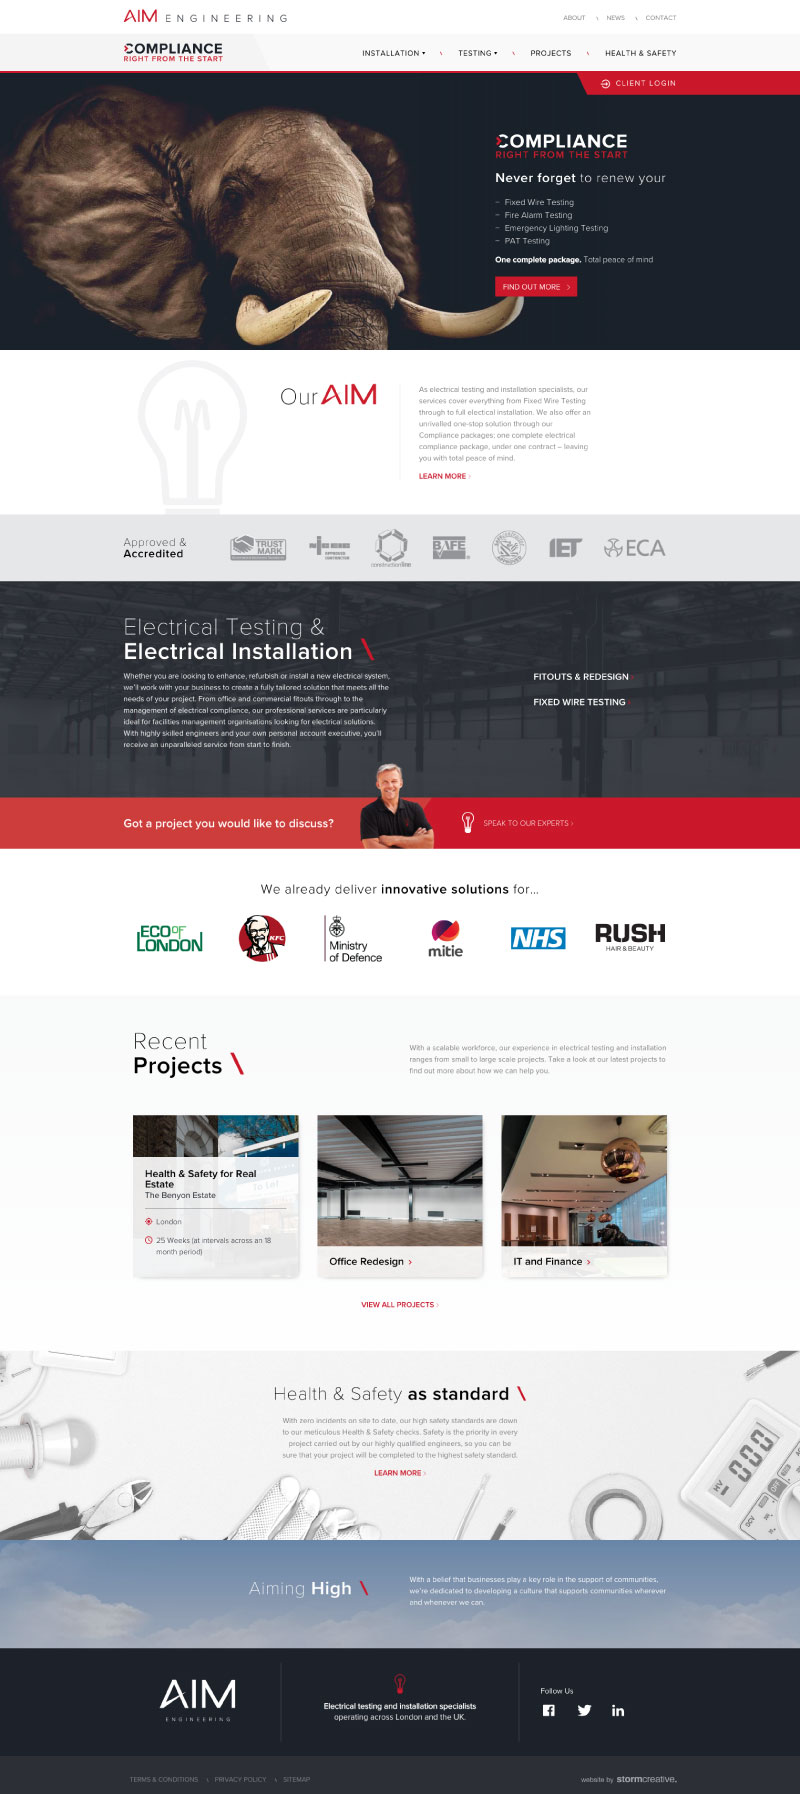 AIM ENGINEERING
ABOUT \ NEWS \ CONTACT
COMPLIANCE
RIGHT FROM THE START
INSTALLATION \ TESTING \ PROJECTS \ HEALTH & SAFETY
CLIENT LOGIN
COMPLIANCE
RIGHT FROM THE START
Never forget to renew your
– Fixed Wire Testing
– Fire Alarm Testing
– Emergency Lighting Testing
– PAT Testing
One complete package. Total peace of mind
FIND OUT MORE >
Our AIM
As electrical testing and installation specialists, our
services cover everything from Fixed Wire Testing
through to full electical installation. We also offer an
unrivalled one-stop solution through our
Compliance packages; one complete electrical
compliance package, under one contract – leaving
you with total peace of mind.
LEARN MORE >
Approved &
Accredited
TRUST
MARK
APPROVED
CONTRACTOR
constructionline
BAFE
IET
ECA
Electrical Testing &
Electrical Installation \
Whether you are looking to enhance, refurbish or install a new electrical system,
we'll work with your business to create a fully tailored solution that meets all the
needs of your project. From office and commercial fitouts through to the
management of electrical compliance, our professional services are particularly
ideal for facilities management organisations looking for electrical solutions.
With highly skilled engineers and your own personal account executive, you'll
receive an unparalleled service from start to finish.
FITOUTS & REDESIGN >
FIXED WIRE TESTING >
Got a project you would like to discuss?
SPEAK TO OUR EXPERTS >
We already deliver innovative solutions for...
ECO OF
LONDON
KFC
Ministry
of Defence
mitie
NHS
RUSH
HAIR & BEAUTY
Recent
Projects \
With a scalable workforce, our experience in electrical testing and installation
ranges from small to large scale projects. Take a look at our latest projects to
find out more about how we can help you.
To Let
Health & Safety for Real
Estate
The Benyon Estate
London
25 Weeks (at intervals across an 18
month period)
Office Redesign >
IT and Finance >
VIEW ALL PROJECTS >
Health & Safety as standard \
With zero incidents on site to date, our high safety standards are down
to our meticulous Health & Safety checks. Safety is the priority in every
project carried out by our highly qualified engineers, so you can be
sure that your project will be completed to the highest safety standard.
LEARN MORE >
HV
OFF
DCV
Aiming High \
With a belief that businesses play a key role in the support of communities,
we're dedicated to developing a culture that supports communities wherever
and whenever we can.
AIM
ENGINEERING
Electrical testing and installation specialists
operating across London and the UK.
Follow Us
TERMS & CONDITIONS \ PRIVACY POLICY \ SITEMAP
website by stormcreative.